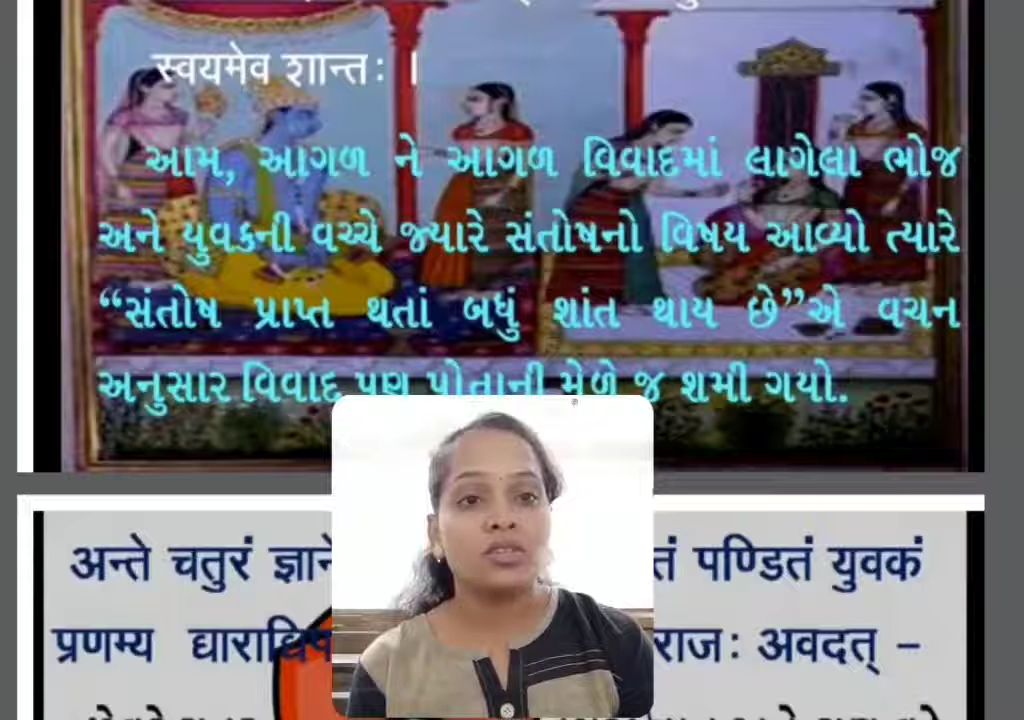 स्वयमेव शान्तः ।
આમ, આગળ ને આગળ વિવાદમાં લાગેલા ભોજ
અને યુવકની વચ્ચે જ્યારે સંતોષનો વિષય આવ્યો ત્યારે
“સંતોષ પ્રાપ્ત થતાં બધું શાંત થાય છે”એ વચન
અનુસાર વિવાદ પણ પોતાની મેળે જ શમી ગયો.
अन्ते चतुरं पण्डितं युवकं
प्रणम्य अवदत् –